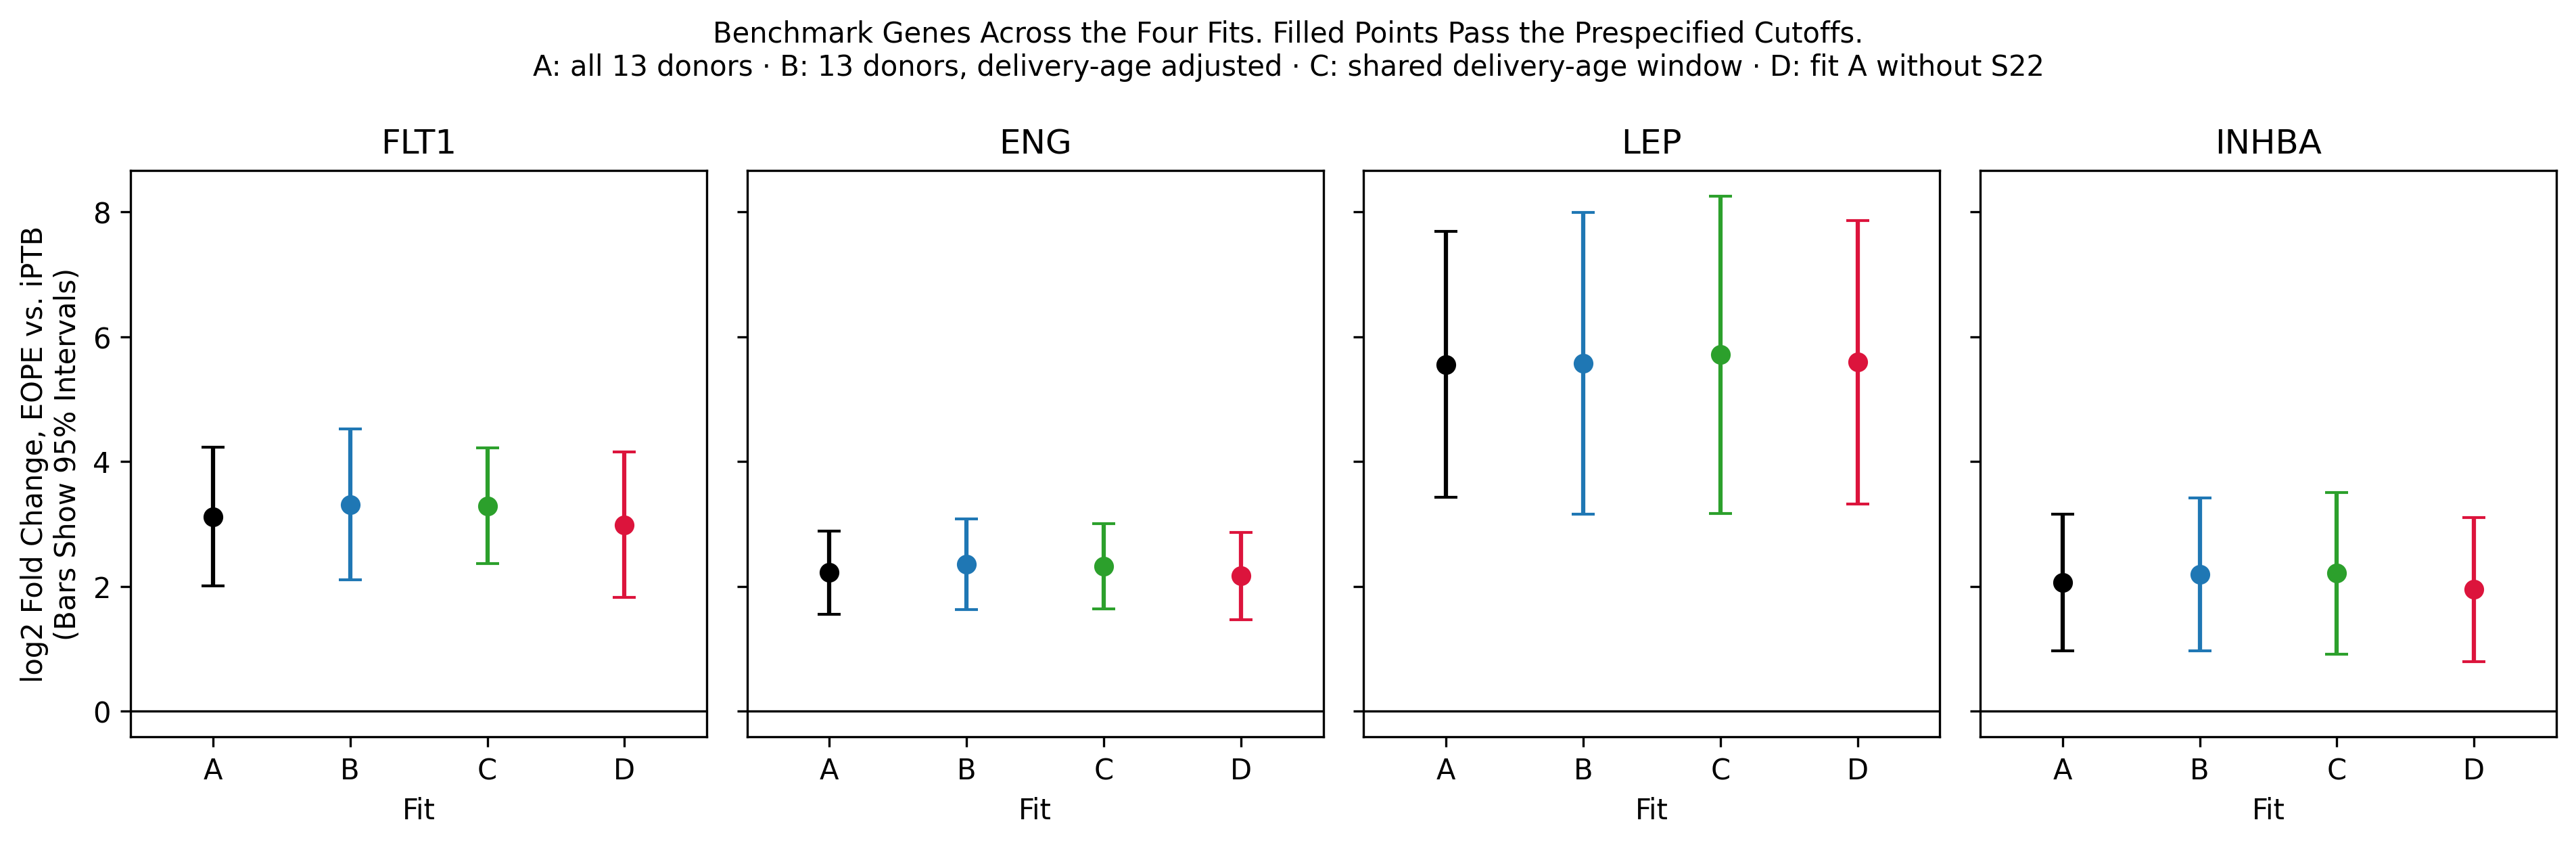 Benchmark Genes Across the Four Fits. Filled Points Pass the Prespecified Cutoffs.
A: all 13 donors · B: 13 donors, delivery-age adjusted · C: shared delivery-age window · D: fit A without S22
FLT1
ENG
LEP
INHBA
log2 Fold Change, EOPE vs. iPTB
(Bars Show 95% Intervals)
8
6
4
2
0
A B C D
A B C D
A B C D
A B C D
Fit
Fit
Fit
Fit